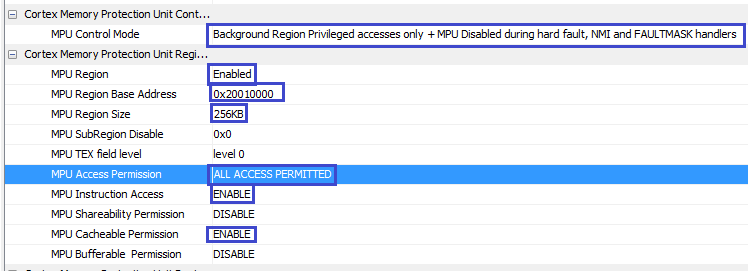 Cortex Memory Protection Unit Cont...
MPU Control Mode Background Region Privileged accesses only + MPU Disabled during hard fault, NMI and FAULTMASK handlers
Cortex Memory Protection Unit Regi...
MPU Region Enabled
MPU Region Base Address 0x20010000
MPU Region Size 256KB
MPU SubRegion Disable 0x0
MPU TEX field level level 0
MPU Access Permission ALL ACCESS PERMITTED
MPU Instruction Access ENABLE
MPU Shareability Permission DISABLE
MPU Cacheable Permission ENABLE
MPU Bufferable Permission DISABLE